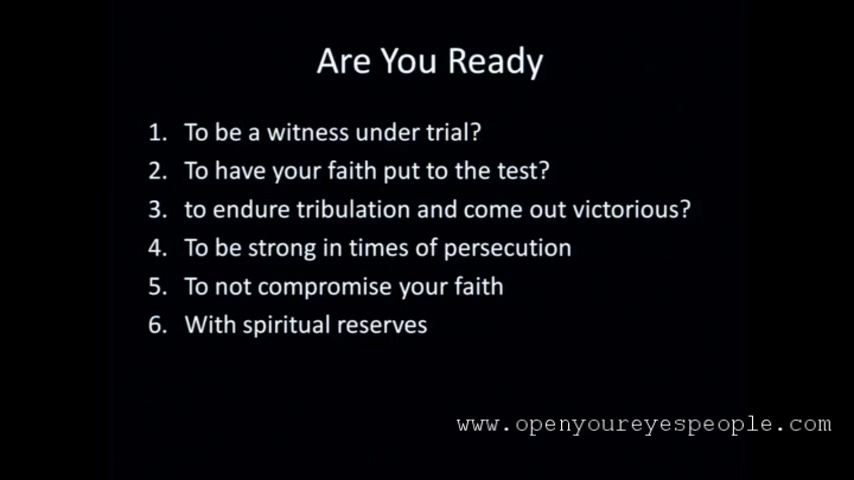 Are You Ready
1. To be a witness under trial?
2. To have your faith put to the test?
3. to endure tribulation and come out victorious?
4. To be strong in times of persecution
5. To not compromise your faith
6. With spiritual reserves
www.openyoureyespeople.com